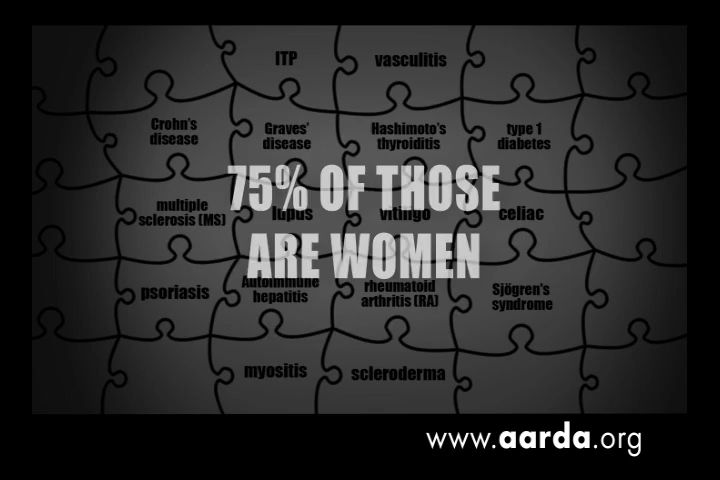 ITP
vasculitis
Crohn's
disease
Graves'
disease
Hashimoto's
thyroiditis
type 1
diabetes
75% OF THOSE
multiple
sclerosis (MS)
lupus
vitiligo
celiac
ARE WOMEN
psoriasis
Autoimmune
hepatitis
rheumatoid
arthritis (RA)
Sjögren's
syndrome
myositis
scleroderma
www.aarda.org